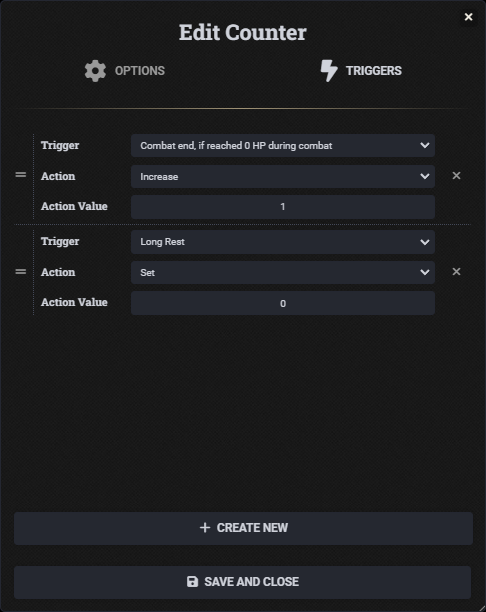 Edit Counter
OPTIONS
TRIGGERS
Trigger
Combat end, if reached 0 HP during combat
Action
Increase
Action Value
1
Trigger
Long Rest
Action
Set
Action Value
0
+ CREATE NEW
SAVE AND CLOSE